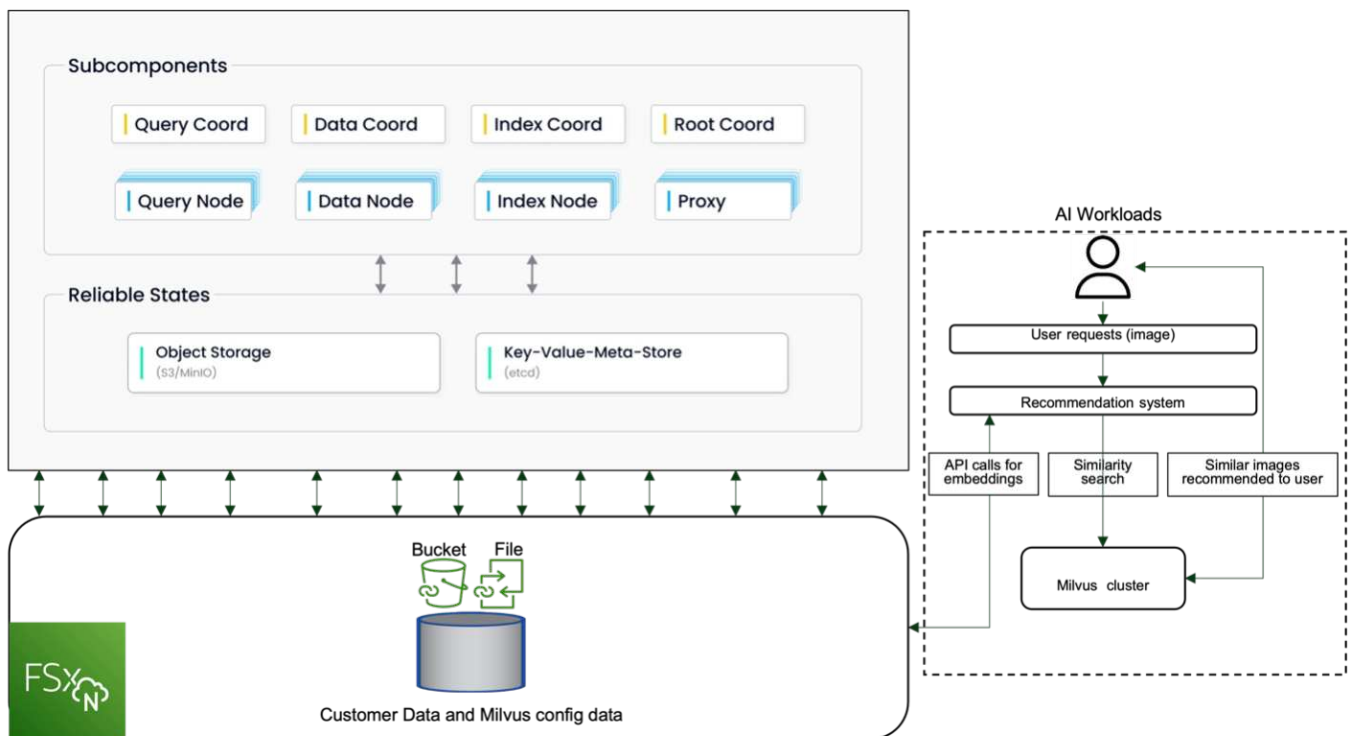 Subcomponents
Query Coord
Data Coord
Index Coord
Root Coord
Query Node
Data Node
Index Node
Proxy
Reliable States
Object Storage
(S3/MinIO)
Key-Value-Meta-Store
(etcd)
Bucket
File
FSx
N
Customer Data and Milvus config data
AI Workloads
User requests (image)
Recommendation system
API calls for
embeddings
Similarity
search
Similar images
recommended to user
Milvus cluster